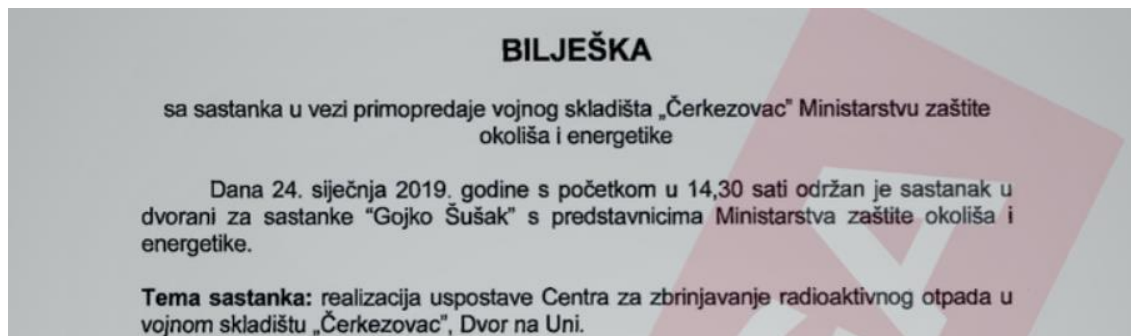 BILJEŠKA
sa sastanka u vezi primopredaje vojnog skladišta „Čerkezovac” Ministarstvu zaštite
okoliša i energetike
Dana 24. siječnja 2019. godine s početkom u 14,30 sati održan je sastanak u
dvorani za sastanke “Gojko Šušak” s predstavnicima Ministarstva zaštite okoliša i
energetike.
Tema sastanka: realizacija uspostave Centra za zbrinjavanje radioaktivnog otpada u
vojnom skladištu „Čerkezovac”, Dvor na Uni.